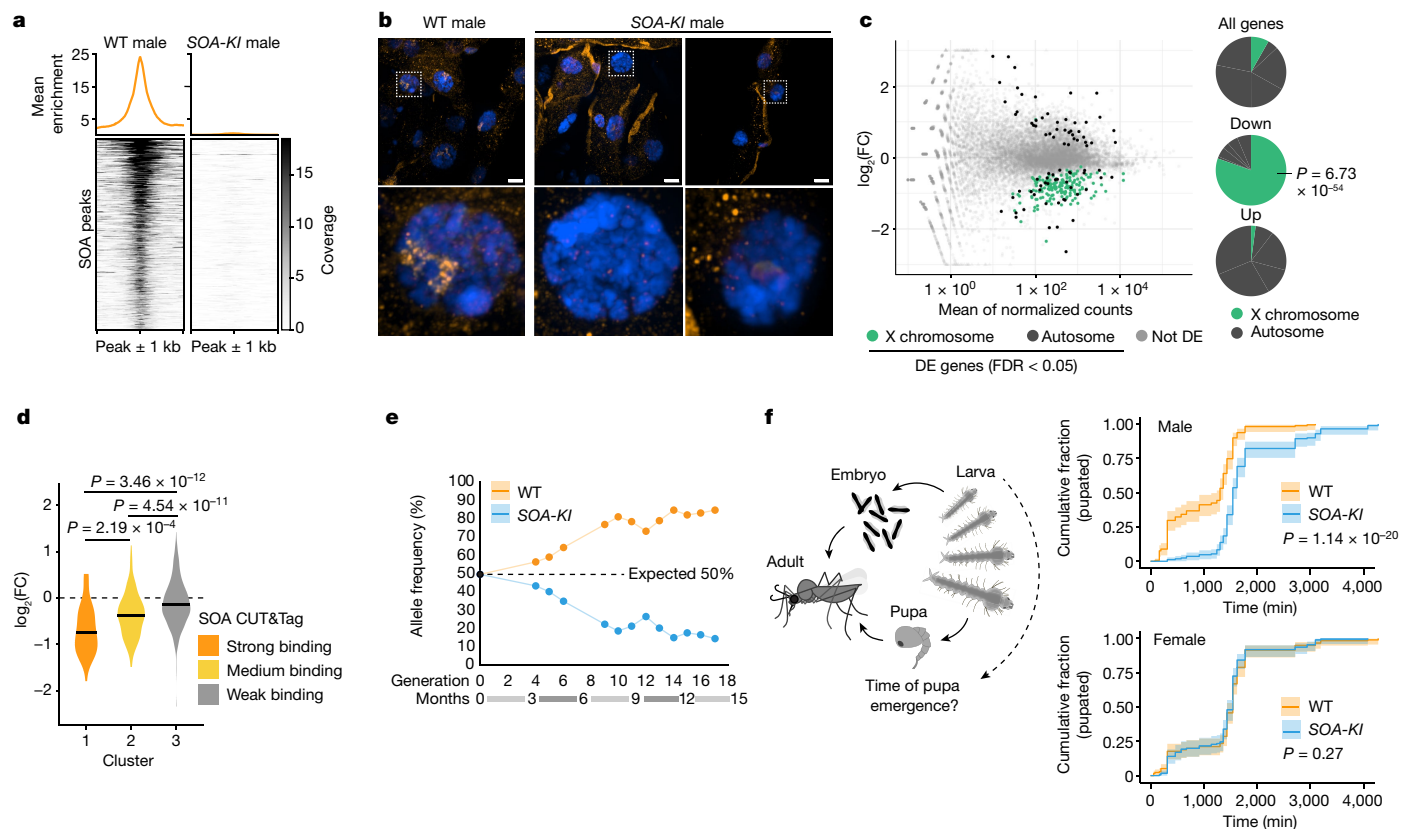 a
WT male
SOA-KI male
Mean
enrichment
25
15
5
SOA peaks
Peak ± 1 kb
Peak ± 1 kb
15
10
5
0
Coverage
b
WT male
SOA-KI male
c
log2(FC)
2
0
−2
1 × 10⁰
1 × 10²
1 × 10⁴
Mean of normalized counts
X chromosome
Autosome
Not DE
DE genes (FDR < 0.05)
All genes
Down
P = 6.73
× 10⁻⁵⁴
Up
X chromosome
Autosome
d
P = 3.46 × 10⁻¹²
P = 4.54 × 10⁻¹¹
P = 2.19 × 10⁻⁴
log2(FC)
2
1
0
−1
−2
1
2
3
Cluster
SOA CUT&Tag
Strong binding
Medium binding
Weak binding
e
Allele frequency (%)
100
90
80
70
60
50
40
30
20
10
0
WT
SOA-KI
Expected 50%
Generation 0 2 4 6 8 10 12 14 16 18
Months 0 3 6 9 12 15
f
Embryo
Larva
Adult
Pupa
Time of pupa
emergence?
Cumulative fraction
(pupated)
1.00
0.75
0.50
0.25
0
Male
WT
SOA-KI
P = 1.14 × 10⁻²⁰
0 1,000 2,000 3,000 4,000
Time (min)
Cumulative fraction
(pupated)
1.00
0.75
0.50
0.25
0
Female
WT
SOA-KI
P = 0.27
0 1,000 2,000 3,000 4,000
Time (min)